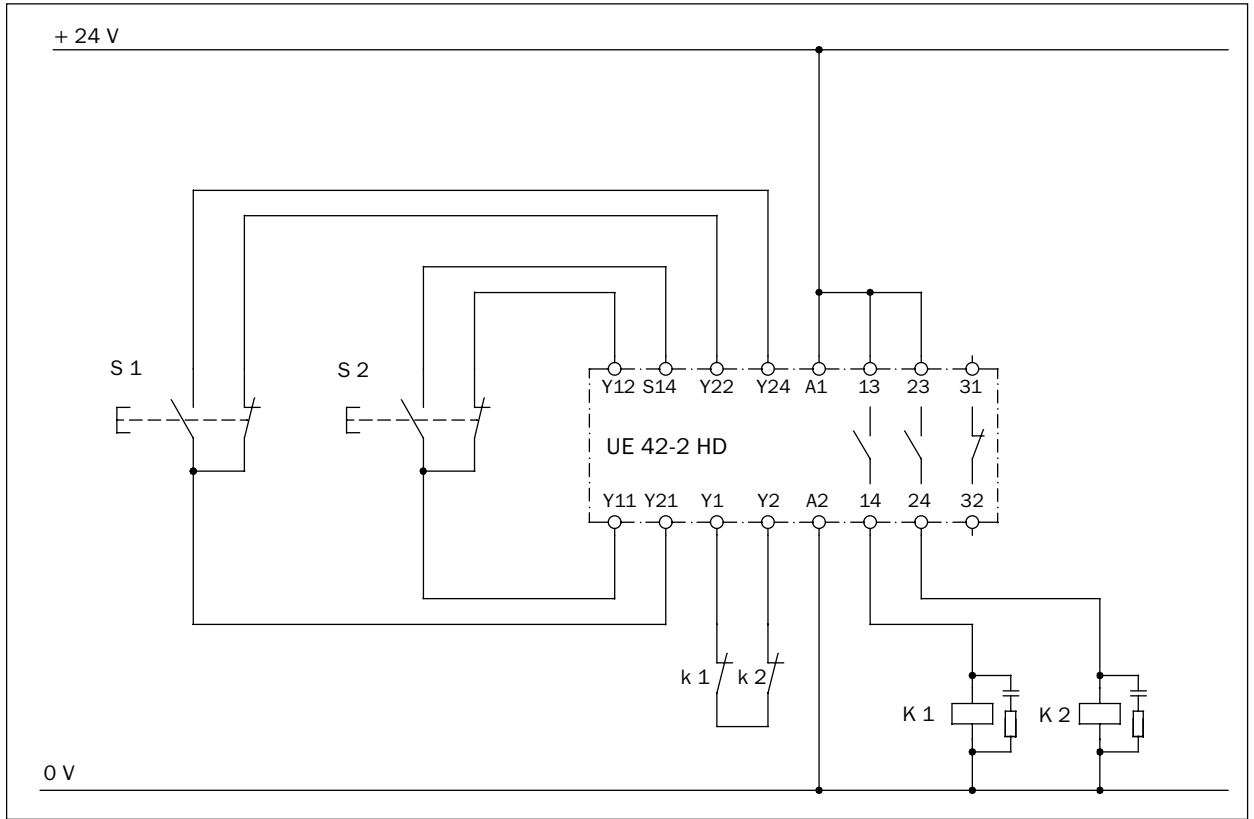 + 24 V
S 1
S 2
Y12 S14 Y22 Y24 A1 13 23 31
UE 42-2 HD
Y11 Y21 Y1 Y2 A2 14 24 32
k 1 k 2
K 1 K 2
0 V